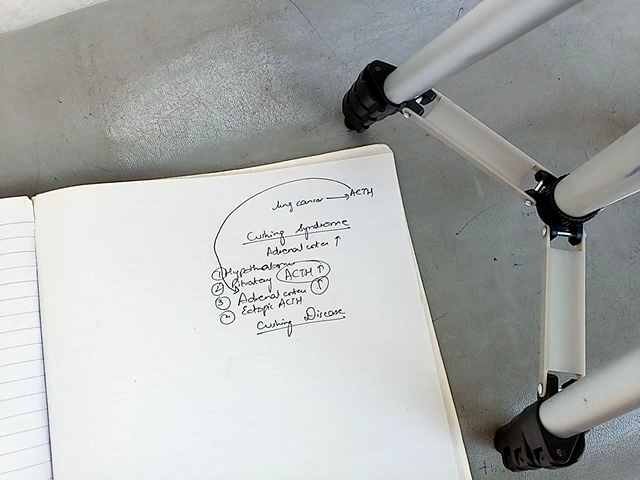 lung cancer → ACTH
Cushing Syndrome
Adrenal cortex ↑
① Hypothalamus
② Pituitary ACTH ↑
③ Adrenal cortex ↑
④ Ectopic ACTH
Cushing Disease